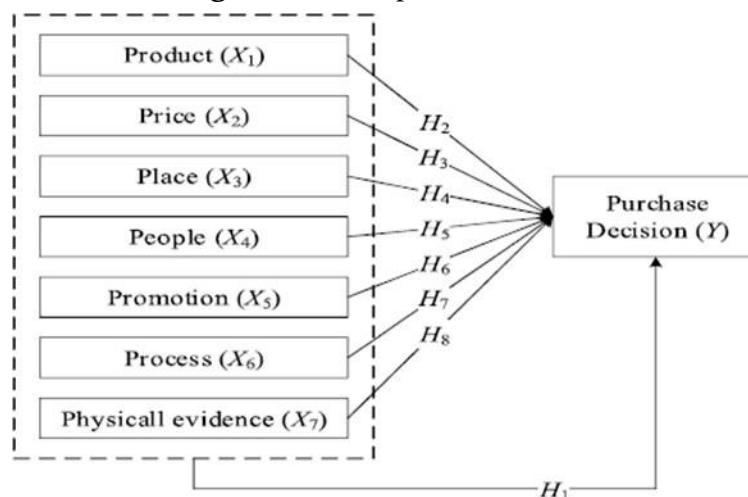 Product (X₁)
Price (X₂)
Place (X₃)
People (X₄)
Promotion (X₅)
Process (X₆)
Physicall evidence (X₇)
H₂
H₃
H₄
H₅
H₆
H₇
H₈
Purchase
Decision (Y)
H₁